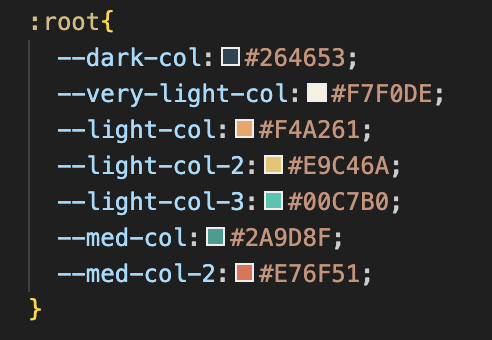 :root{
--dark-col:#264653;
--very-light-col:#F7F0DE;
--light-col:#F4A261;
--light-col-2:#E9C46A;
--light-col-3:#00C7B0;
--med-col:#2A9D8F;
--med-col-2:#E76F51;
}